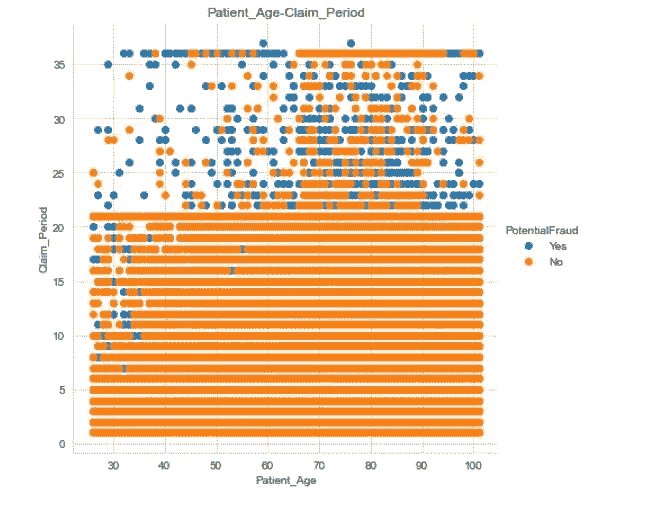 Patient_Age-Claim_Period
35
30
25
20
15
10
5
0
Claim_Period
30 40 50 60 70 80 90 100
Patient_Age
PotentialFraud
Yes
No